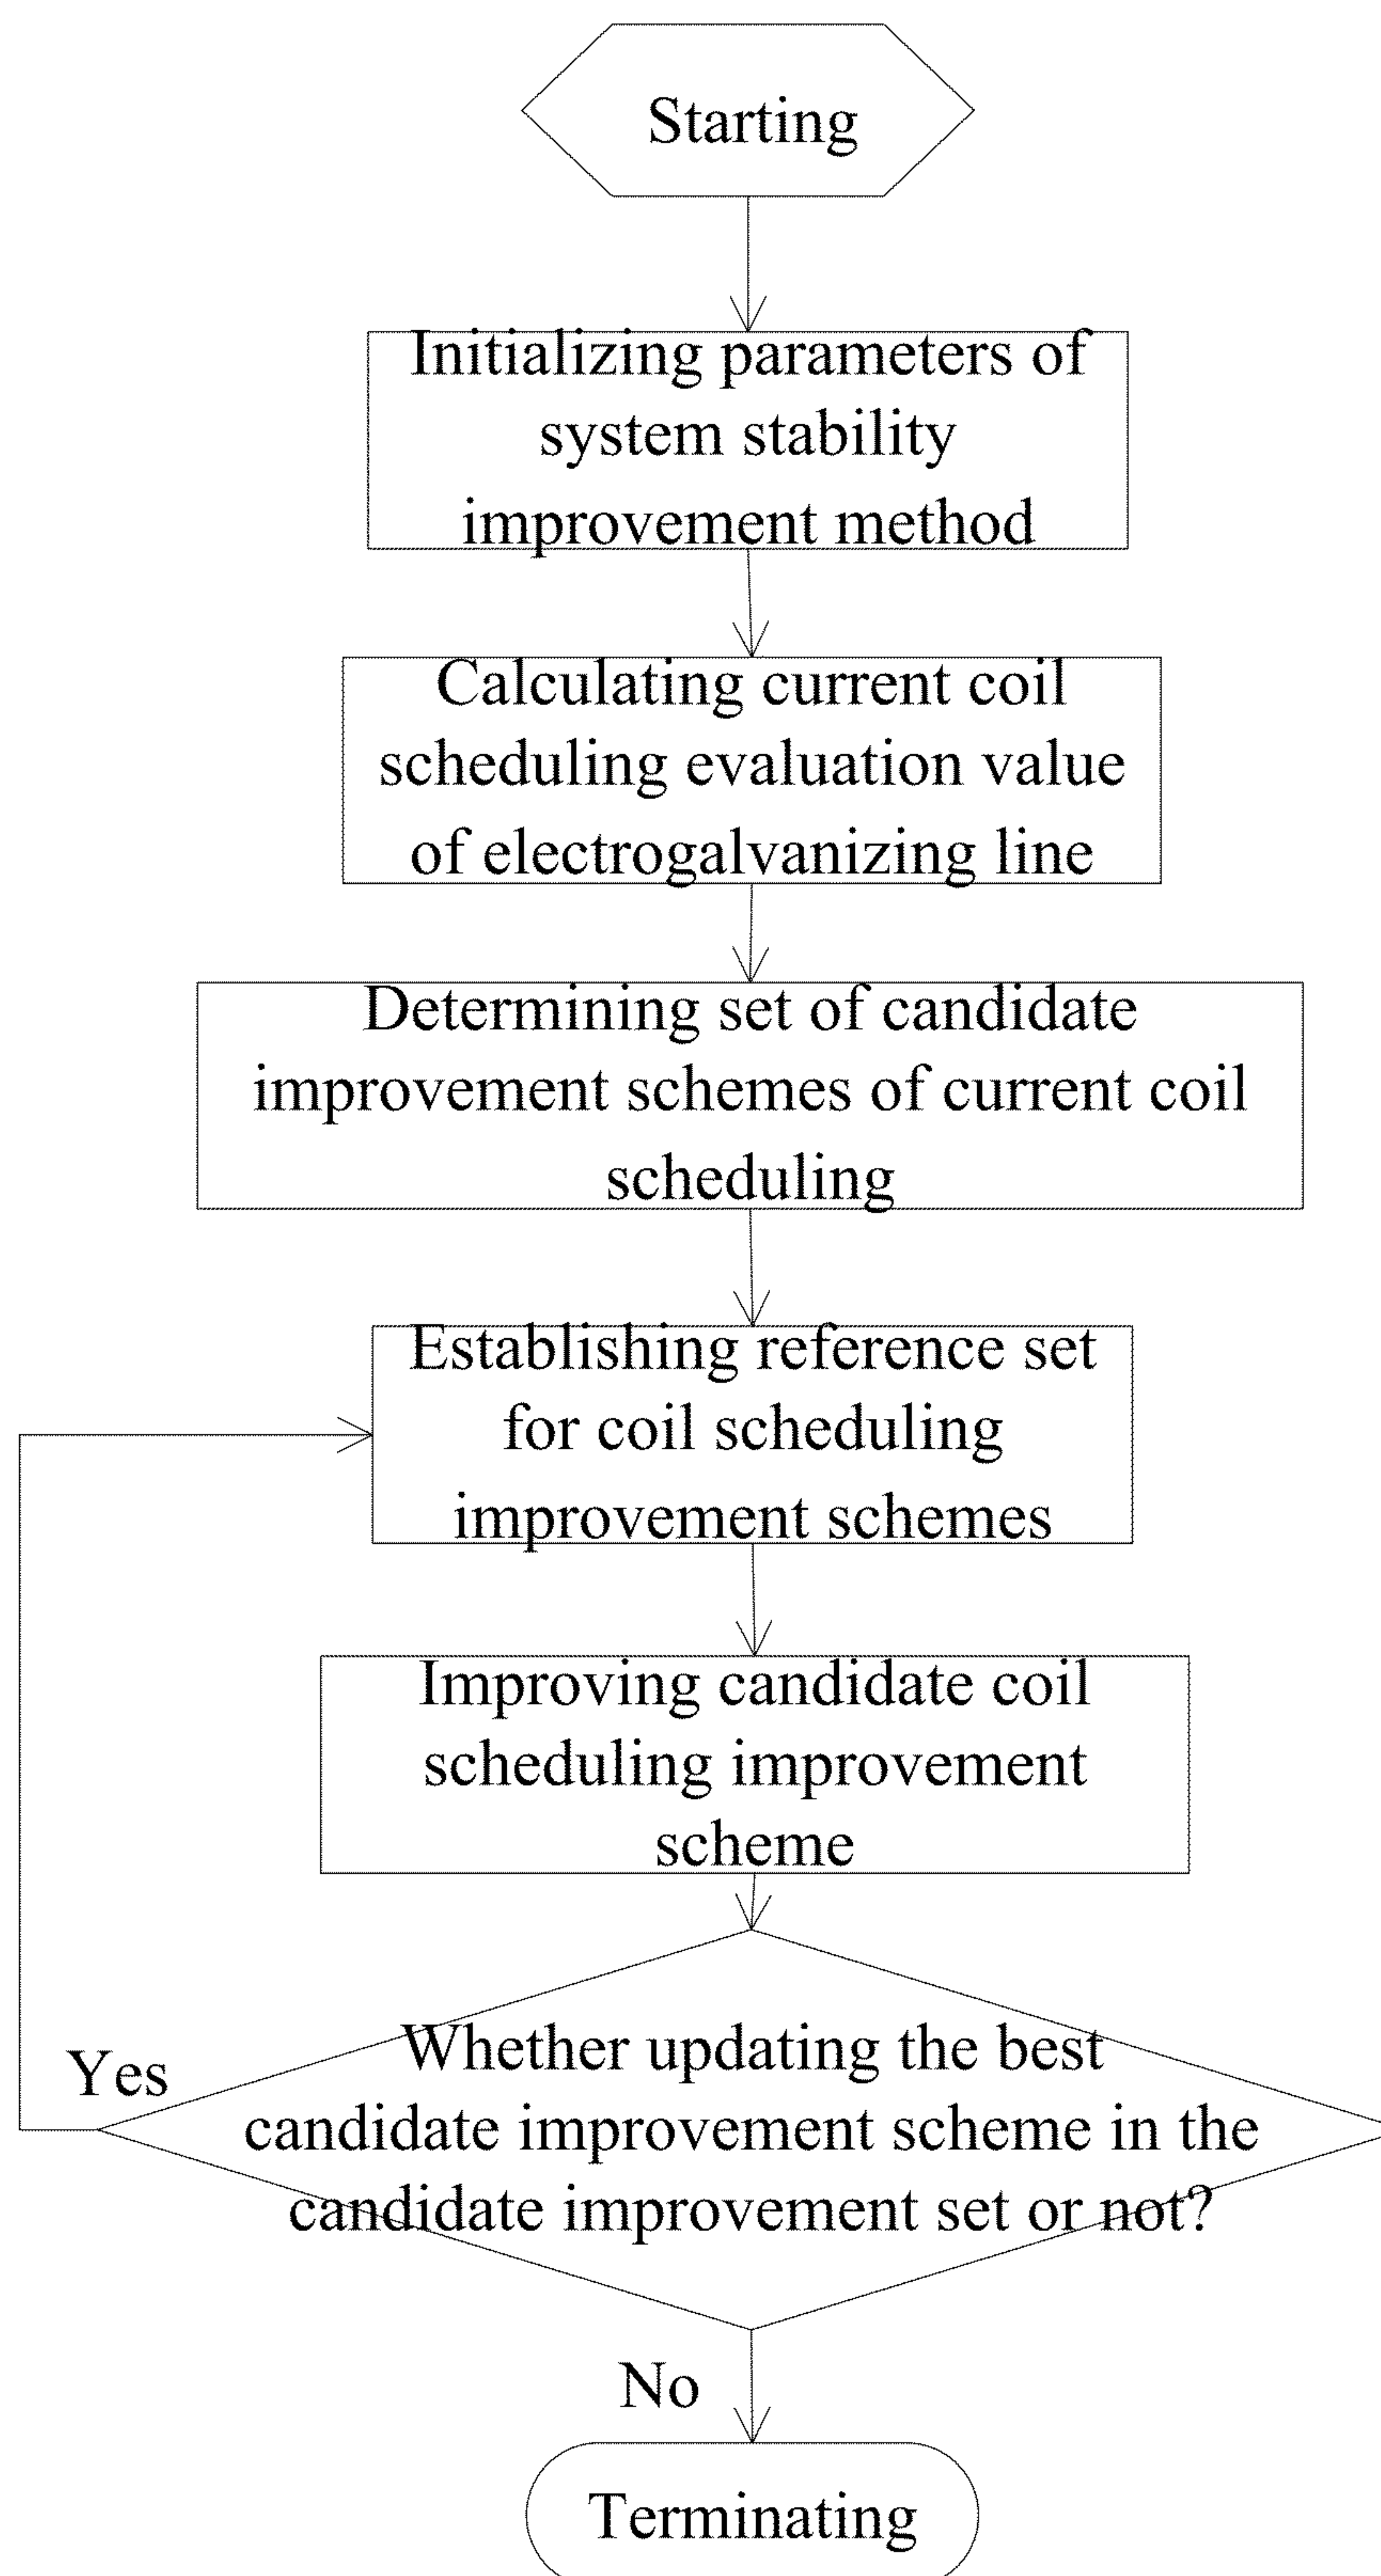 Starting
Initializing parameters of
system stability
improvement method
Calculating current coil
scheduling evaluation value
of electrogalvanizing line
Determining set of candidate
improvement schemes of current coil
scheduling
Establishing reference set
for coil scheduling
improvement schemes
Improving candidate coil
scheduling improvement
scheme
Whether updating the best
Yes
candidate improvement scheme in the
candidate improvement set or not?
No
Terminating